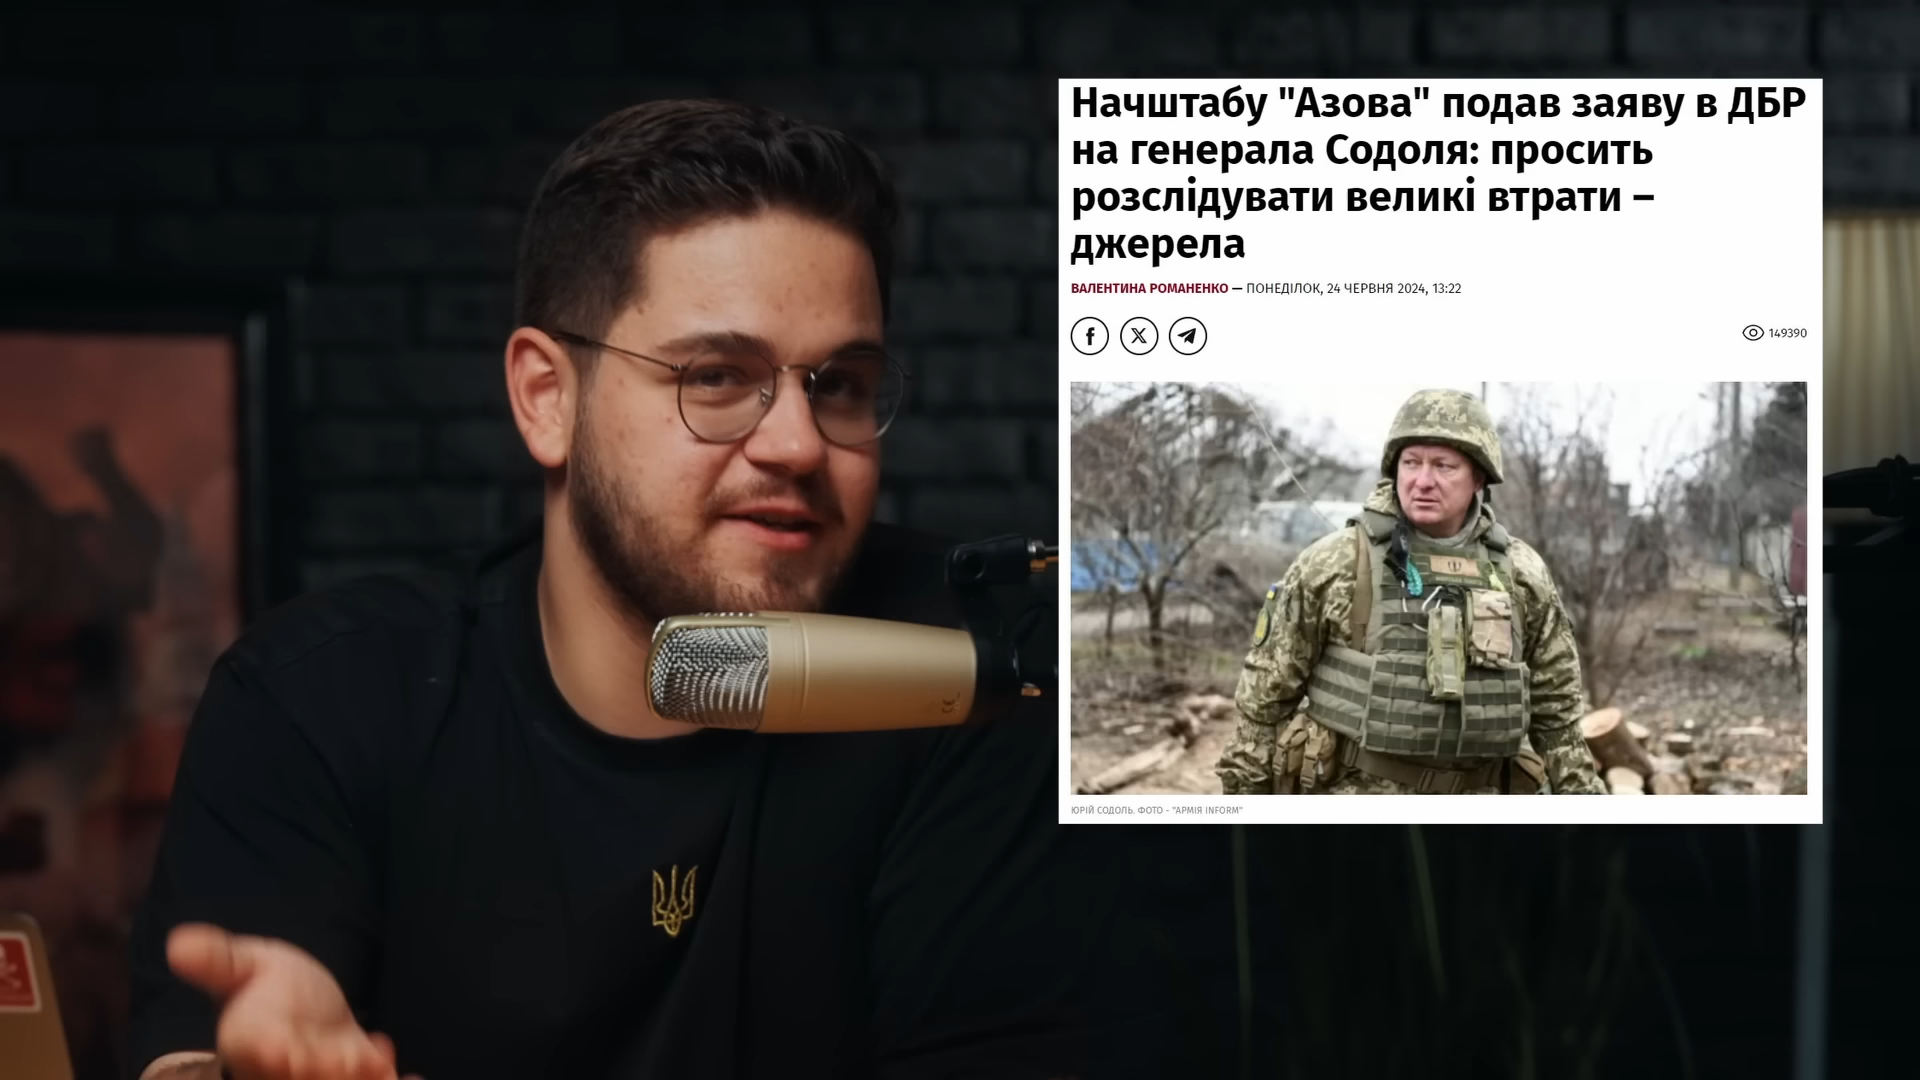 Начштабу "Азова" подав заяву в ДБР
на генерала Содоля: просить
розслідувати великі втрати –
джерела
ВАЛЕНТИНА РОМАНЕНКО — ПОНЕДІЛОК, 24 ЧЕРВНЯ 2024, 13:22
149390
ЮРІЙ СОДОЛЬ. ФОТО - "АРМІЯ INFORM"
CE